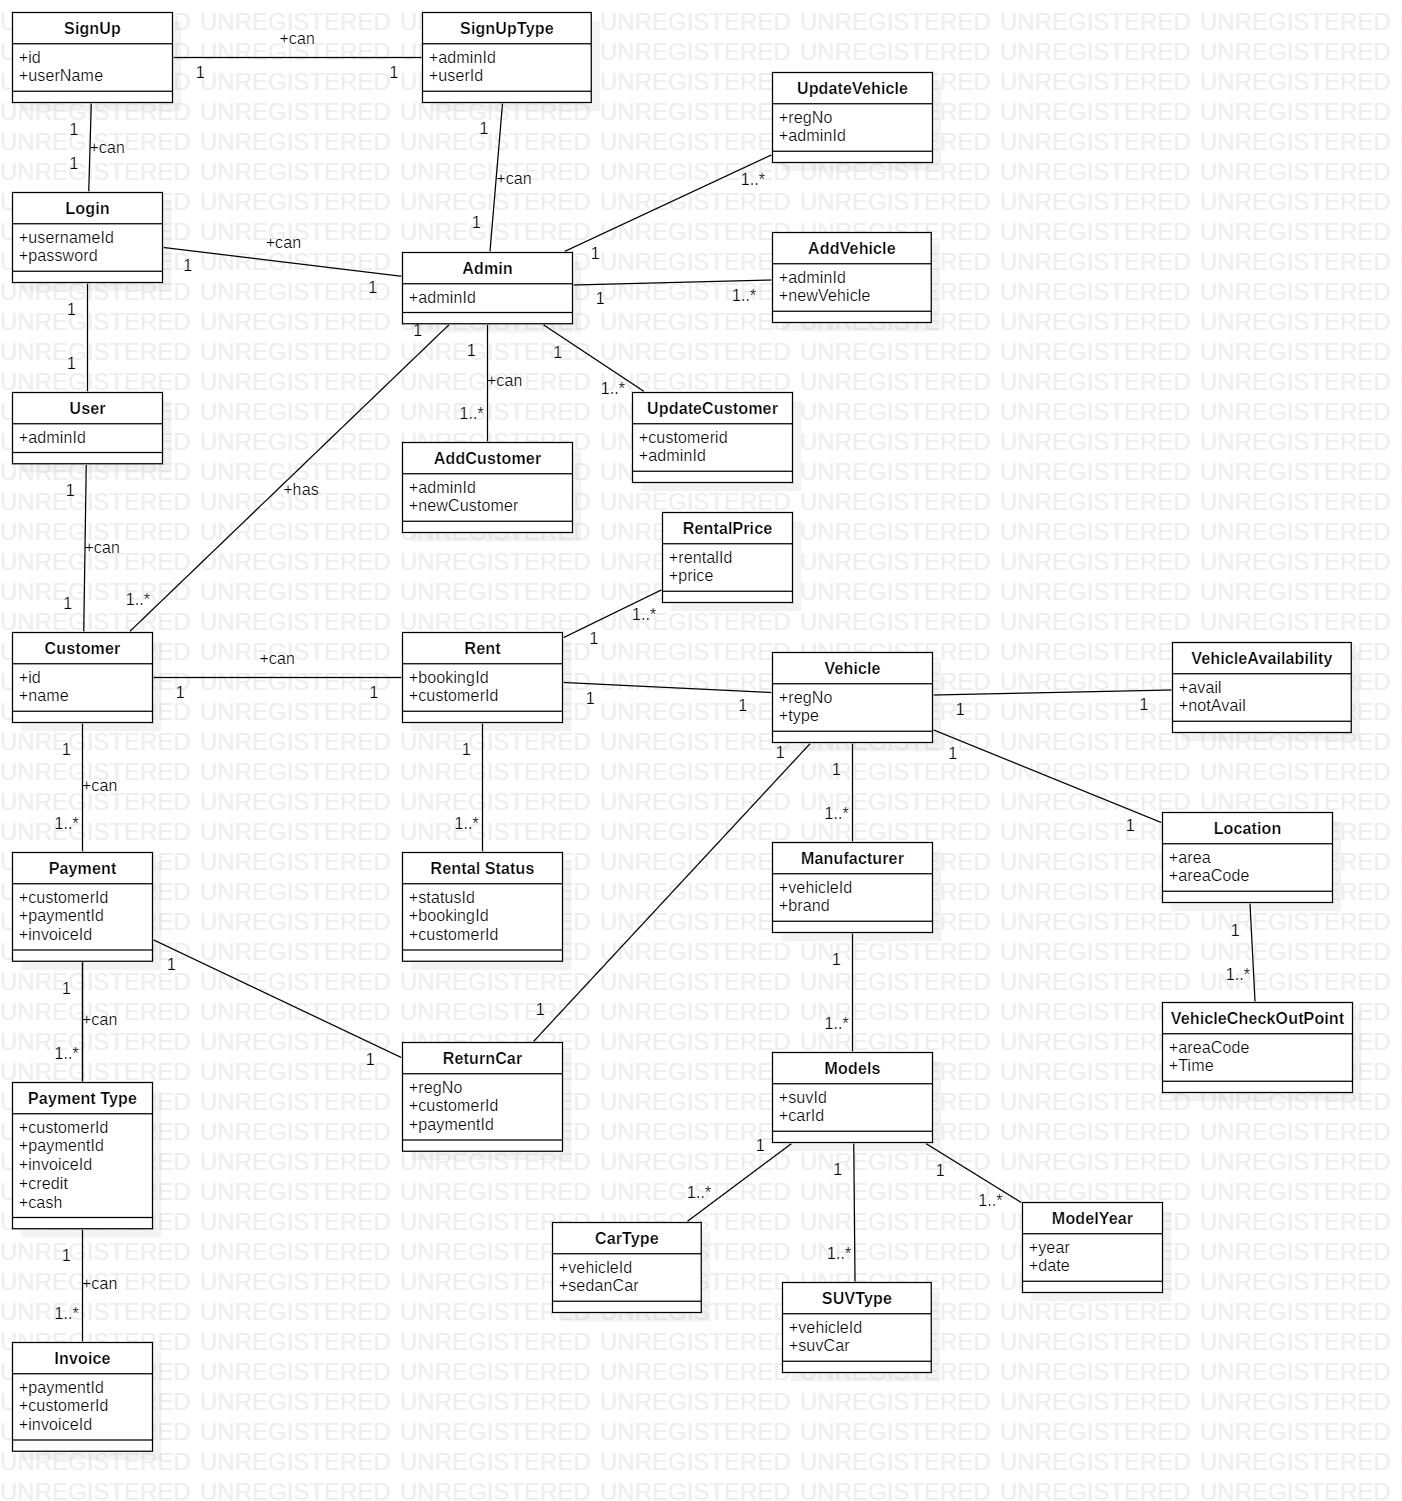 SignUp
+id
+userName
+can
1
1
SignUpType
+adminId
+userId
1
+can
1
1
+can
1
UpdateVehicle
+regNo
+adminId
1..*
1
Login
+usernameId
+password
+can
1
1
Admin
+adminId
AddVehicle
+adminId
+newVehicle
1
1..*
1
1
User
+adminId
1
1
+can
1..*
AddCustomer
+adminId
+newCustomer
1
1..*
UpdateCustomer
+customerid
+adminId
+has
1..*
1
+can
1
RentalPrice
+rentalId
+price
1..*
1
Customer
+id
+name
+can
1
1
Rent
+bookingId
+customerId
1
1
Vehicle
+regNo
+type
1
1
VehicleAvailability
+avail
+notAvail
1
+can
1..*
1
1..*
1
1
1
1..*
1
1
Location
+area
+areaCode
Payment
+customerId
+paymentId
+invoiceId
Rental Status
+statusId
+bookingId
+customerId
Manufacturer
+vehicleId
+brand
1
1..*
1
+can
1..*
1
1
1
1..*
VehicleCheckOutPoint
+areaCode
+Time
ReturnCar
+regNo
+customerId
+paymentId
Models
+suvId
+carId
Payment Type
+customerId
+paymentId
+invoiceId
+credit
+cash
1
1..*
1
1..*
1
1..*
CarType
+vehicleId
+sedanCar
SUVType
+vehicleId
+suvCar
ModelYear
+year
+date
1
+can
1..*
Invoice
+paymentId
+customerId
+invoiceId
UNREGISTERED